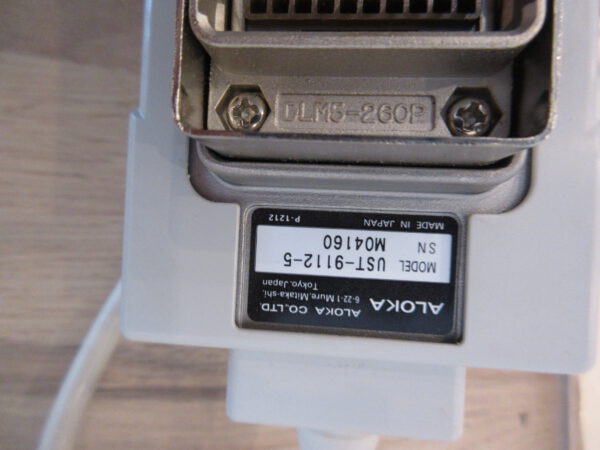 DLM5-260P
ALOKA ALOKA CO.,LTD.
6-22-1 Mure.Mitaka-shi.
Tokyo.Japan
MODEL UST-9112-5
SN M04160
MADE IN JAPAN P-1212